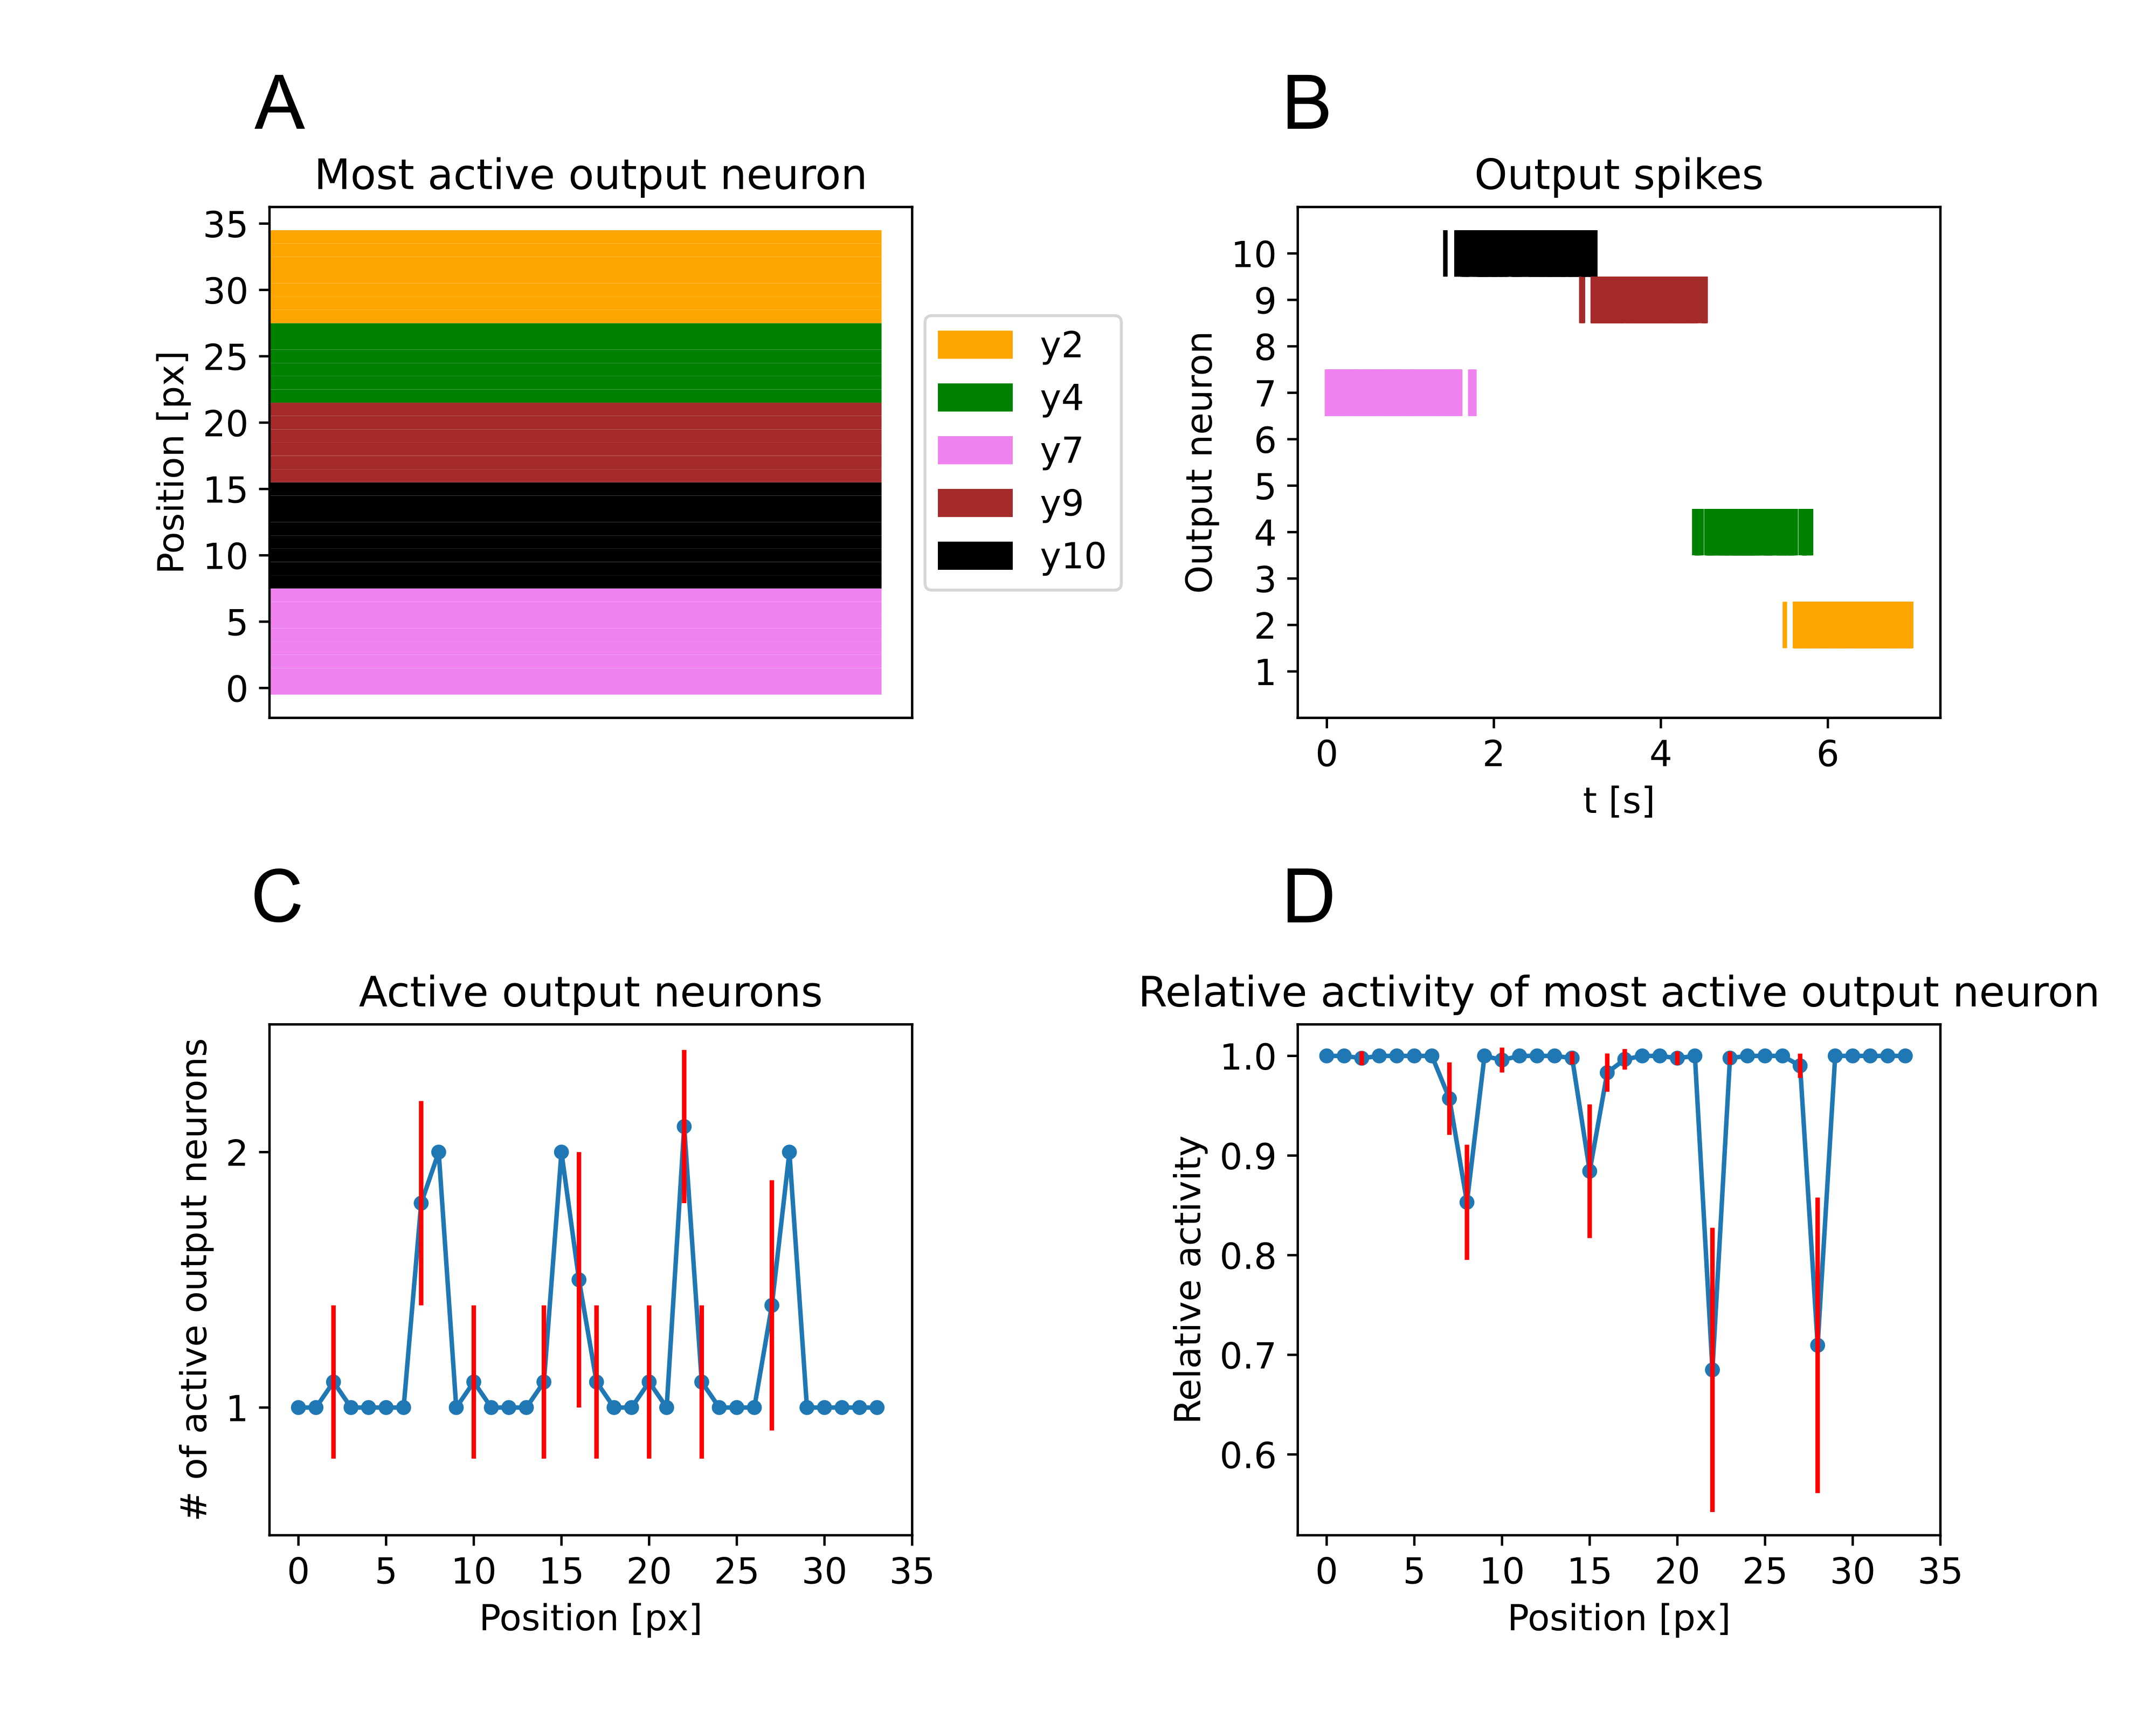 A
Most active output neuron
35
30
25
20
15
10
5
0
Position [px]
y2
y4
y7
y9
y10
B
Output spikes
10
9
8
7
6
5
4
3
2
1
Output neuron
0 2 4 6
t [s]
C
Active output neurons
2
1
# of active output neurons
0 5 10 15 20 25 30 35
Position [px]
D
Relative activity of most active output neuron
1.0
0.9
0.8
0.7
0.6
Relative activity
0 5 10 15 20 25 30 35
Position [px]